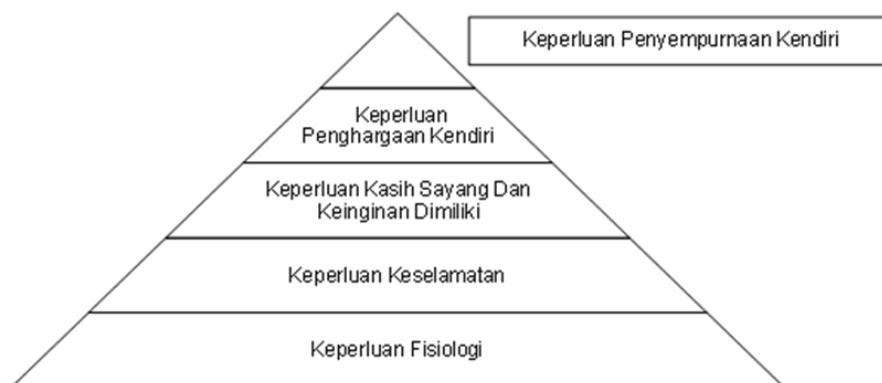 Keperluan Penyempurnaan Kendiri
Keperluan
Penghargaan Kendiri
Keperluan Kasih Sayang Dan
Keinginan Dimiliki
Keperluan Keselamatan
Keperluan Fisiologi